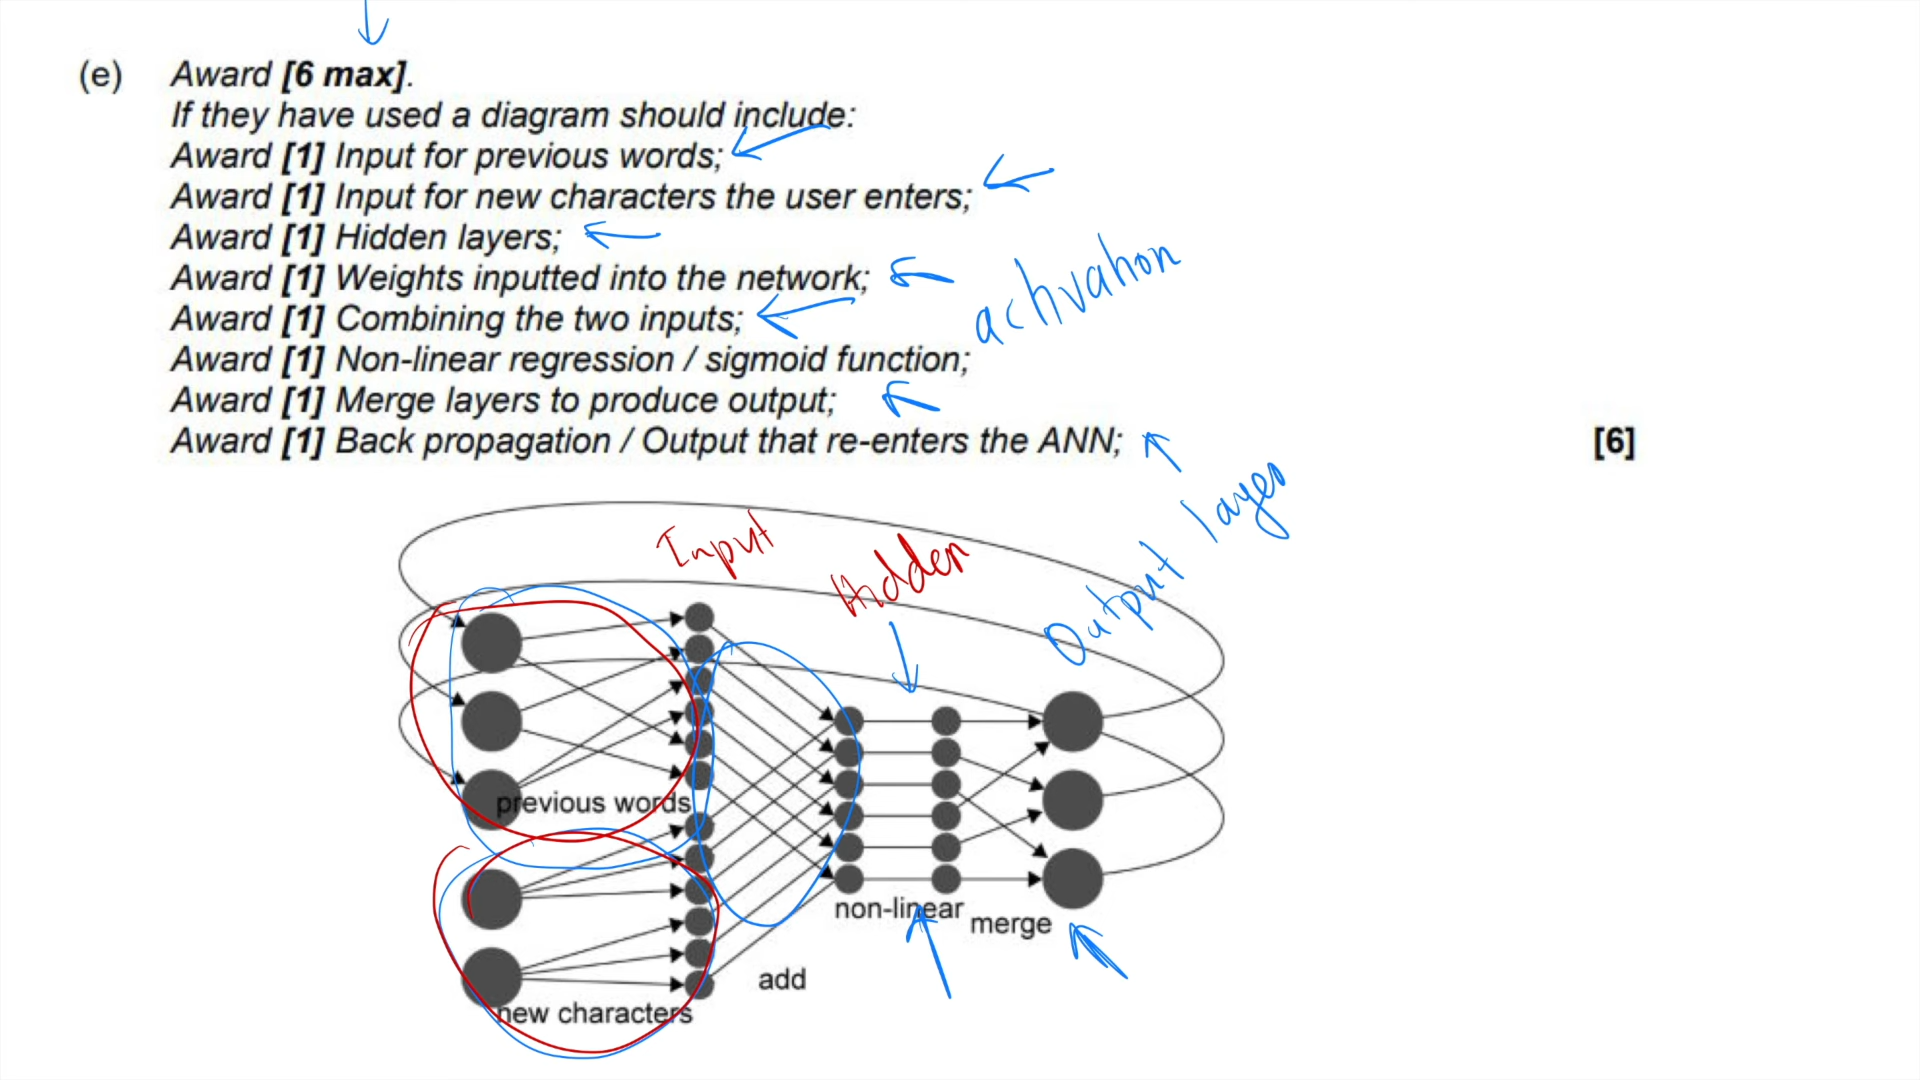 (e) Award [6 max].
If they have used a diagram should include:
Award [1] Input for previous words;
Award [1] Input for new characters the user enters;
Award [1] Hidden layers;
Award [1] Weights inputted into the network;
activation
Award [1] Combining the two inputs;
Award [1] Non-linear regression / sigmoid function;
Award [1] Merge layers to produce output;
Award [1] Back propagation / Output that re-enters the ANN; [6]
Input
Hidden
Output layer
previous words
non-linear
merge
add
new characters